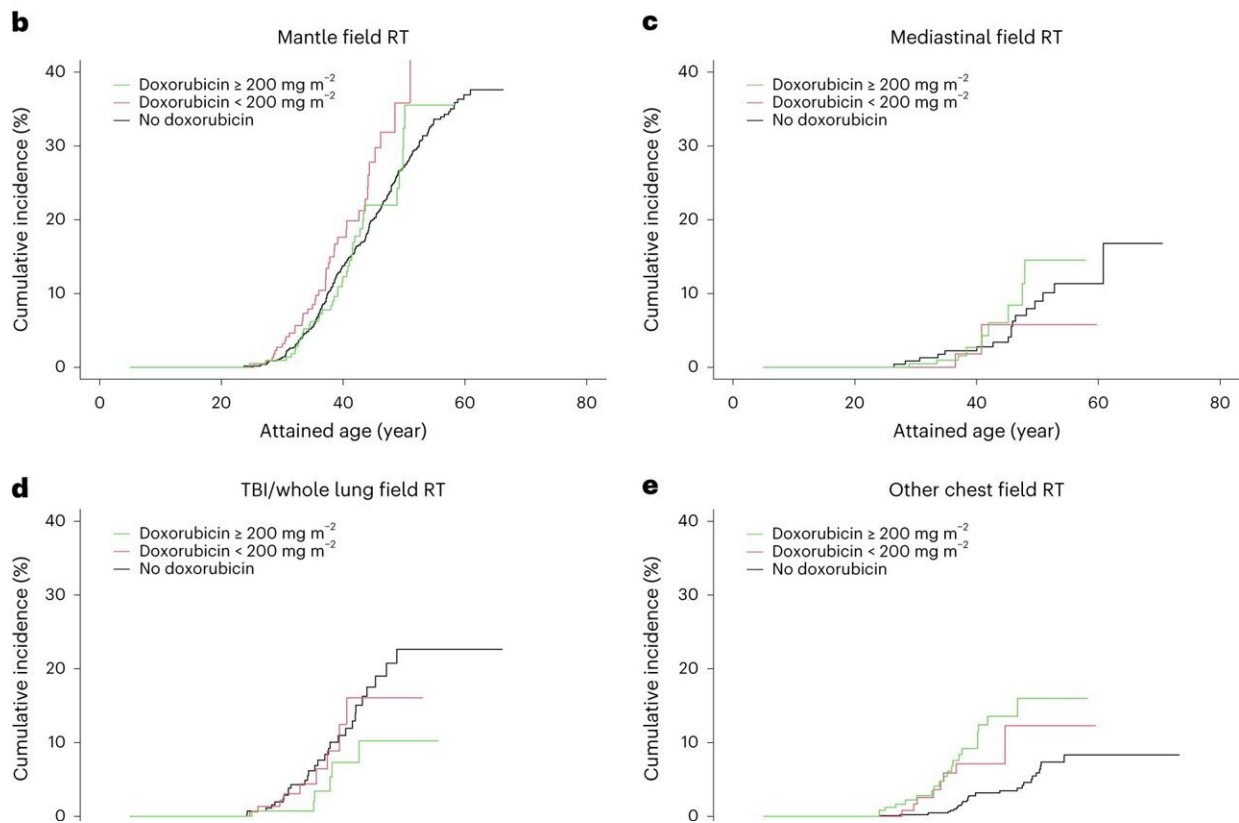 b
Mantle field RT
Cumulative incidence (%)
40
30
20
10
0
Doxorubicin ≥ 200 mg m⁻²
Doxorubicin < 200 mg m⁻²
No doxorubicin
0 20 40 60 80
Attained age (year)
c
Mediastinal field RT
Cumulative incidence (%)
40
30
20
10
0
Doxorubicin ≥ 200 mg m⁻²
Doxorubicin < 200 mg m⁻²
No doxorubicin
0 20 40 60 80
Attained age (year)
d
TBI/whole lung field RT
Cumulative incidence (%)
40
30
20
10
0
Doxorubicin ≥ 200 mg m⁻²
Doxorubicin < 200 mg m⁻²
No doxorubicin
e
Other chest field RT
Cumulative incidence (%)
40
30
20
10
0
Doxorubicin ≥ 200 mg m⁻²
Doxorubicin < 200 mg m⁻²
No doxorubicin